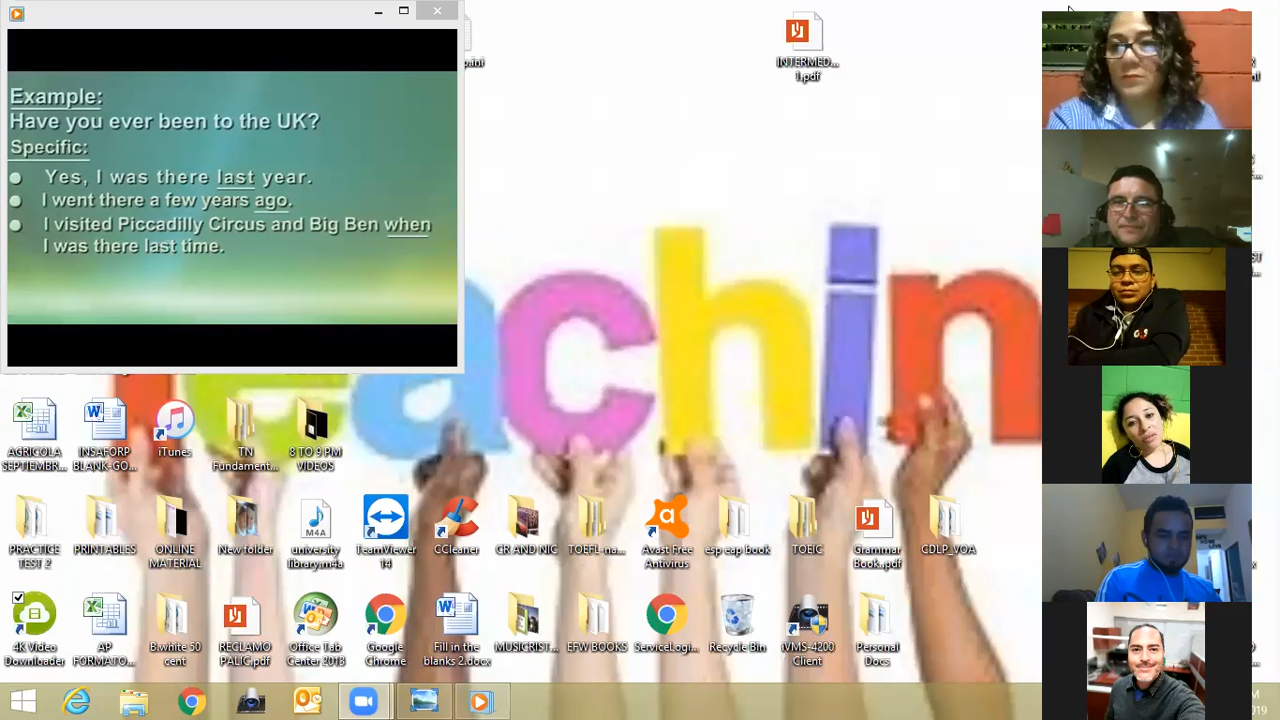 Example:
Have you ever been to the UK?
Specific:
Yes, I was there last year.
I went there a few years ago.
I visited Piccadilly Circus and Big Ben when
I was there last time.
INTERMED...
1.pdf
AGRICOLA
SEPTIEMBR...
INSAFORP
BLANK-GO...
iTunes
TN
Fundament...
8 TO 9 PM
VIDEOS
PRACTICE
TEST 2
PRINTABLES
ONLINE
MATERIAL
New folder
university
library.m4a
TeamViewer
14
CCleaner
CR AND NIC
TOEFL-na...
Avast Free
Antivirus
esp cap book
TOEIC
Grammar
Book..pdf
CDLP_VOA
4K Video
Downloader
AP
FORMATO...
B.white 50
cent
RECLAMO
PALIC.pdf
Office Tab
Center 2013
Google
Chrome
Fill in the
blanks 2.docx
MUSICRIST...
EFW BOOKS
ServiceLogi...
Recycle Bin
iVMS-4200
Client
Personal
Docs